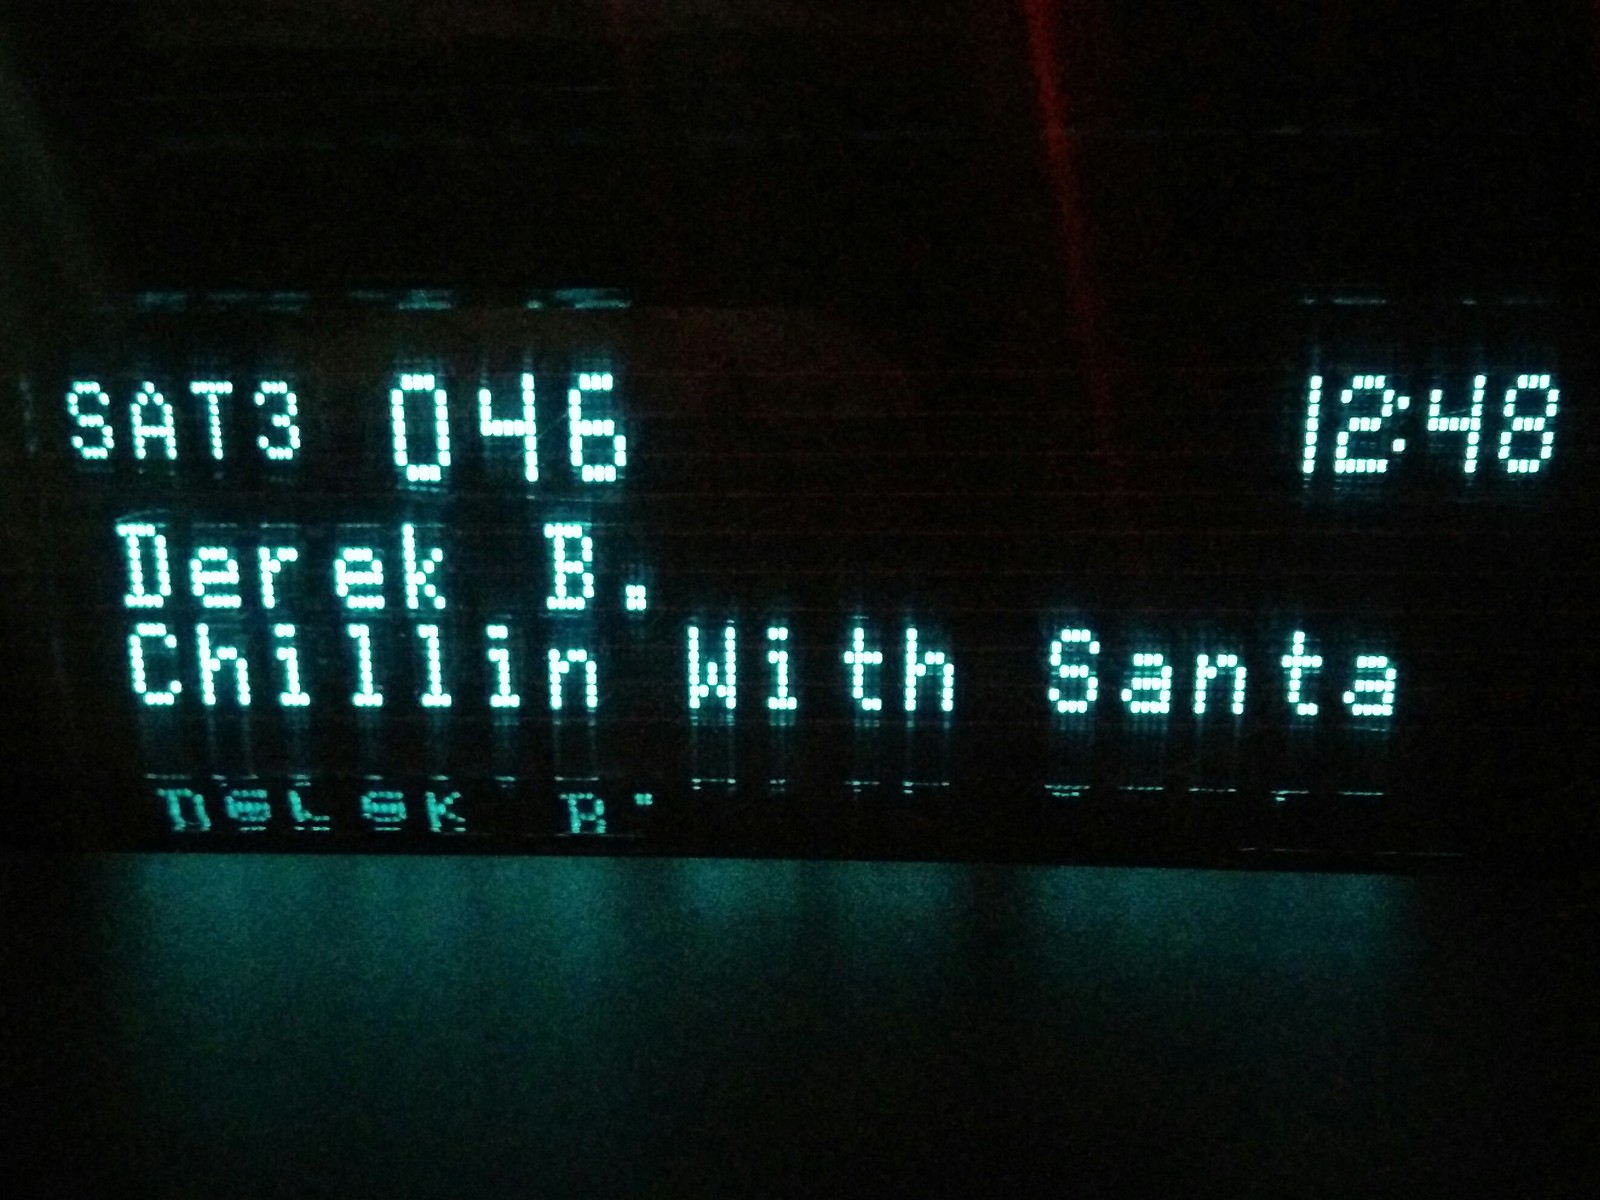 SAT3 046 12:48
Derek B.
Chillin With Santa